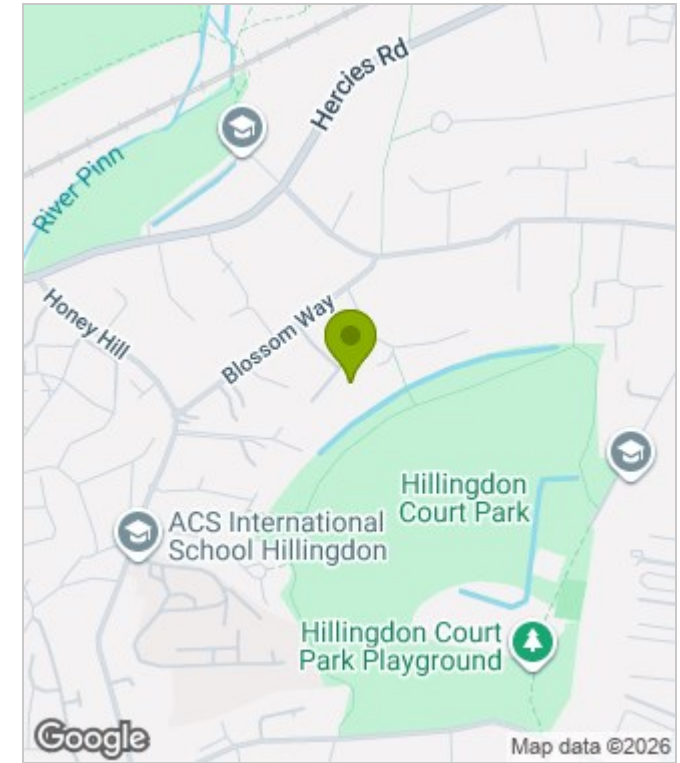 Hercies Rd
River Pinn
Honey Hill
Blossom Way
Hillingdon
Court Park
ACS International
School Hillingdon
Hillingdon Court
Park Playground
Google
Map data ©2026